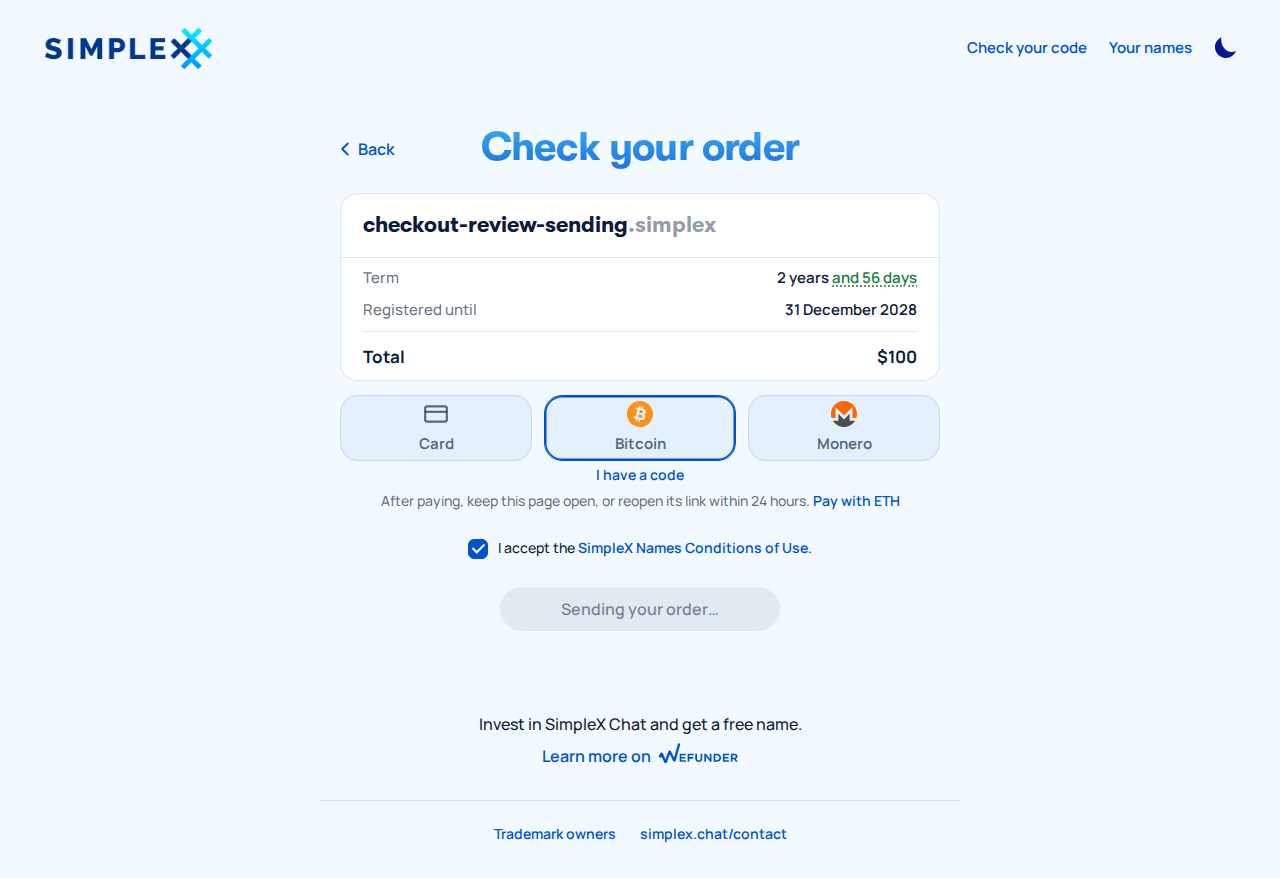 SIMPLEX
Check your code
Your names
Back
Check your order
checkout-review-sending.simplex
Term
2 years and 56 days
Registered until
31 December 2028
Total
$100
Card
Bitcoin
Monero
I have a code
After paying, keep this page open, or reopen its link within 24 hours. Pay with ETH
I accept the SimpleX Names Conditions of Use.
Sending your order…
Invest in SimpleX Chat and get a free name.
Learn more on WEFUNDER
Trademark owners
simplex.chat/contact